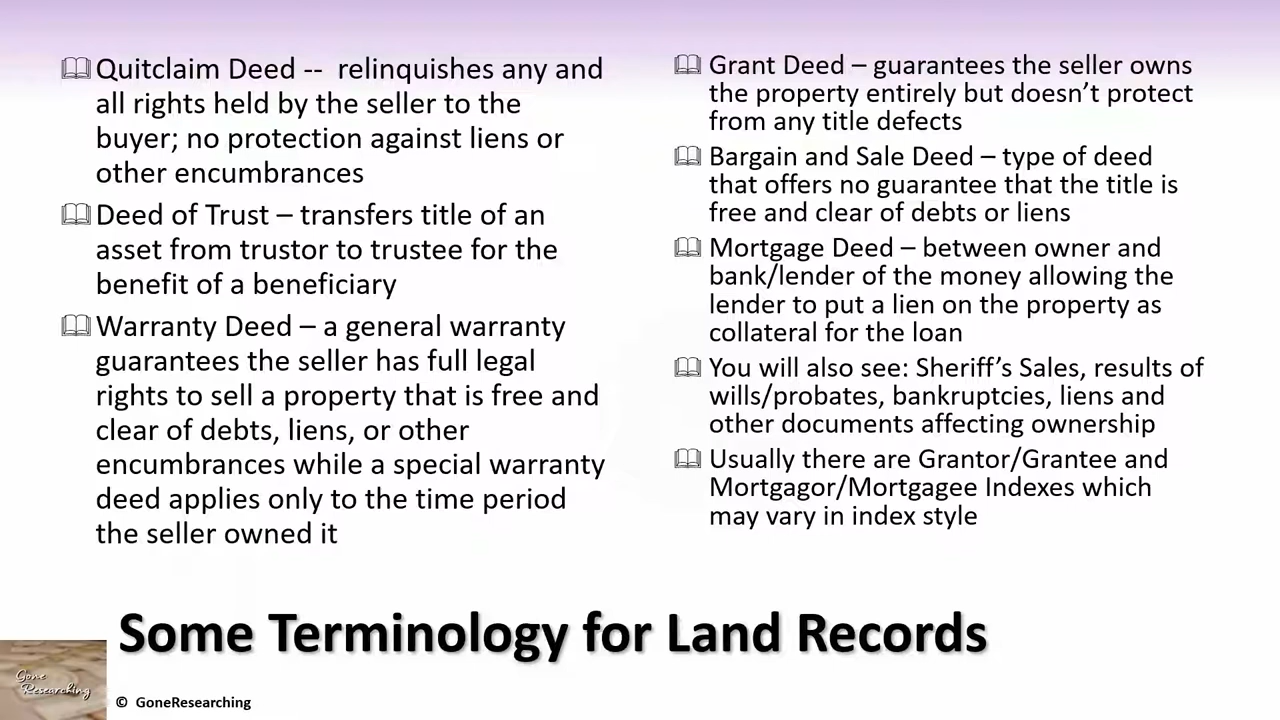 Quitclaim Deed -- relinquishes any and
all rights held by the seller to the
buyer; no protection against liens or
other encumbrances
Deed of Trust – transfers title of an
asset from trustor to trustee for the
benefit of a beneficiary
Warranty Deed – a general warranty
guarantees the seller has full legal
rights to sell a property that is free and
clear of debts, liens, or other
encumbrances while a special warranty
deed applies only to the time period
the seller owned it
Grant Deed – guarantees the seller owns
the property entirely but doesn’t protect
from any title defects
Bargain and Sale Deed – type of deed
that offers no guarantee that the title is
free and clear of debts or liens
Mortgage Deed – between owner and
bank/lender of the money allowing the
lender to put a lien on the property as
collateral for the loan
You will also see: Sheriff’s Sales, results of
wills/probates, bankruptcies, liens and
other documents affecting ownership
Usually there are Grantor/Grantee and
Mortgagor/Mortgagee Indexes which
may vary in index style
Some Terminology for Land Records
Gone
Researching
© GoneResearching